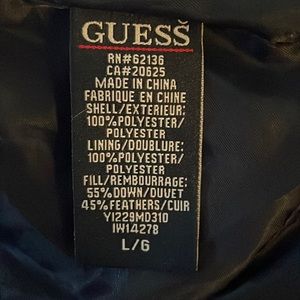 GUESS
RN#62136
CA#20625
MADE IN CHINA
FABRIQUE EN CHINE
SHELL/EXTERIEUR:
100%POLYESTER/
POLYESTER
LINING/DOUBLURE:
100%POLYESTER/
POLYESTER
FILL/REMBOURRAGE:
55%DOWN/DUVET
45%FEATHERS/CUIR
YI229MD310
IW14278
L/G